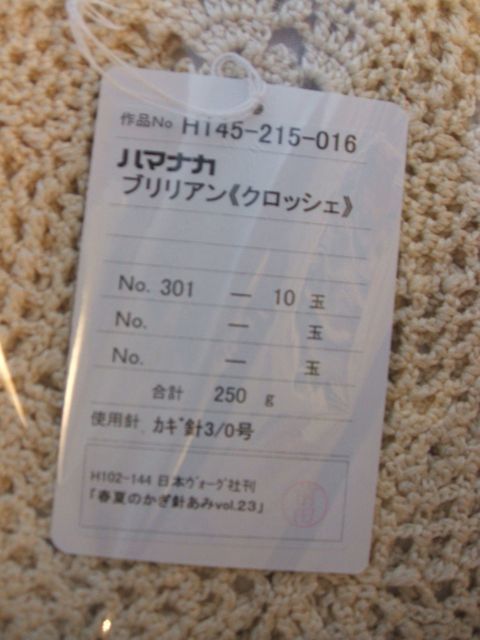 作品No H145-215-016
ハマナカ
ブリリアン《クロッシェ》
No. 301 — 10 玉
No. — 玉
No. — 玉
合計 250 g
使用針、カギ針3/0号
H102-144 日本ヴォーグ社刊
「春夏のかぎ針あみvol.23」